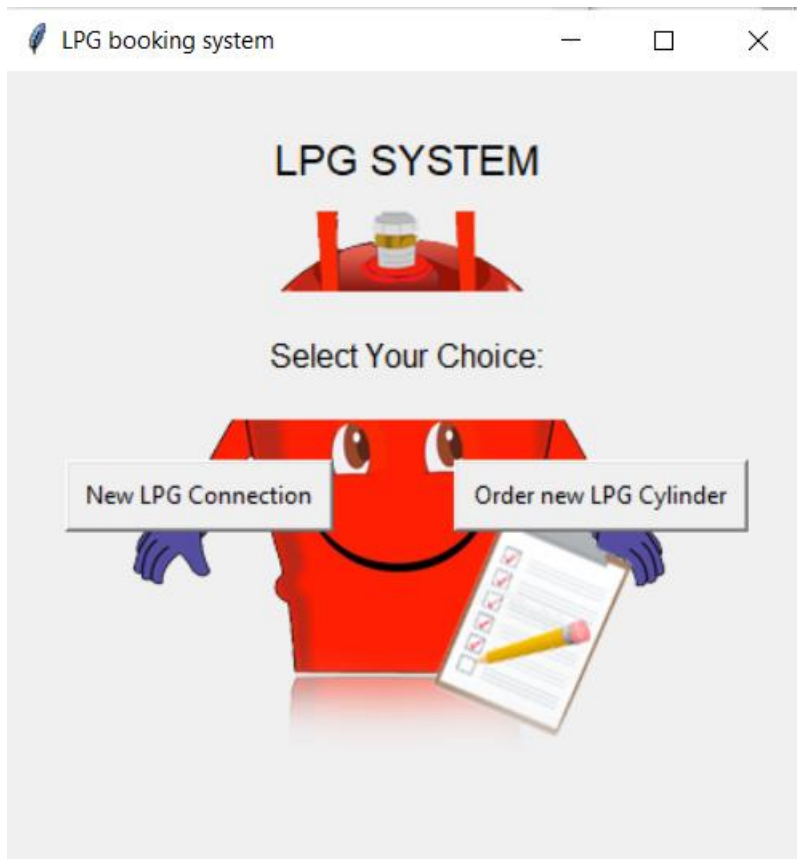 LPG booking system
LPG SYSTEM
Select Your Choice:
New LPG Connection
Order new LPG Cylinder